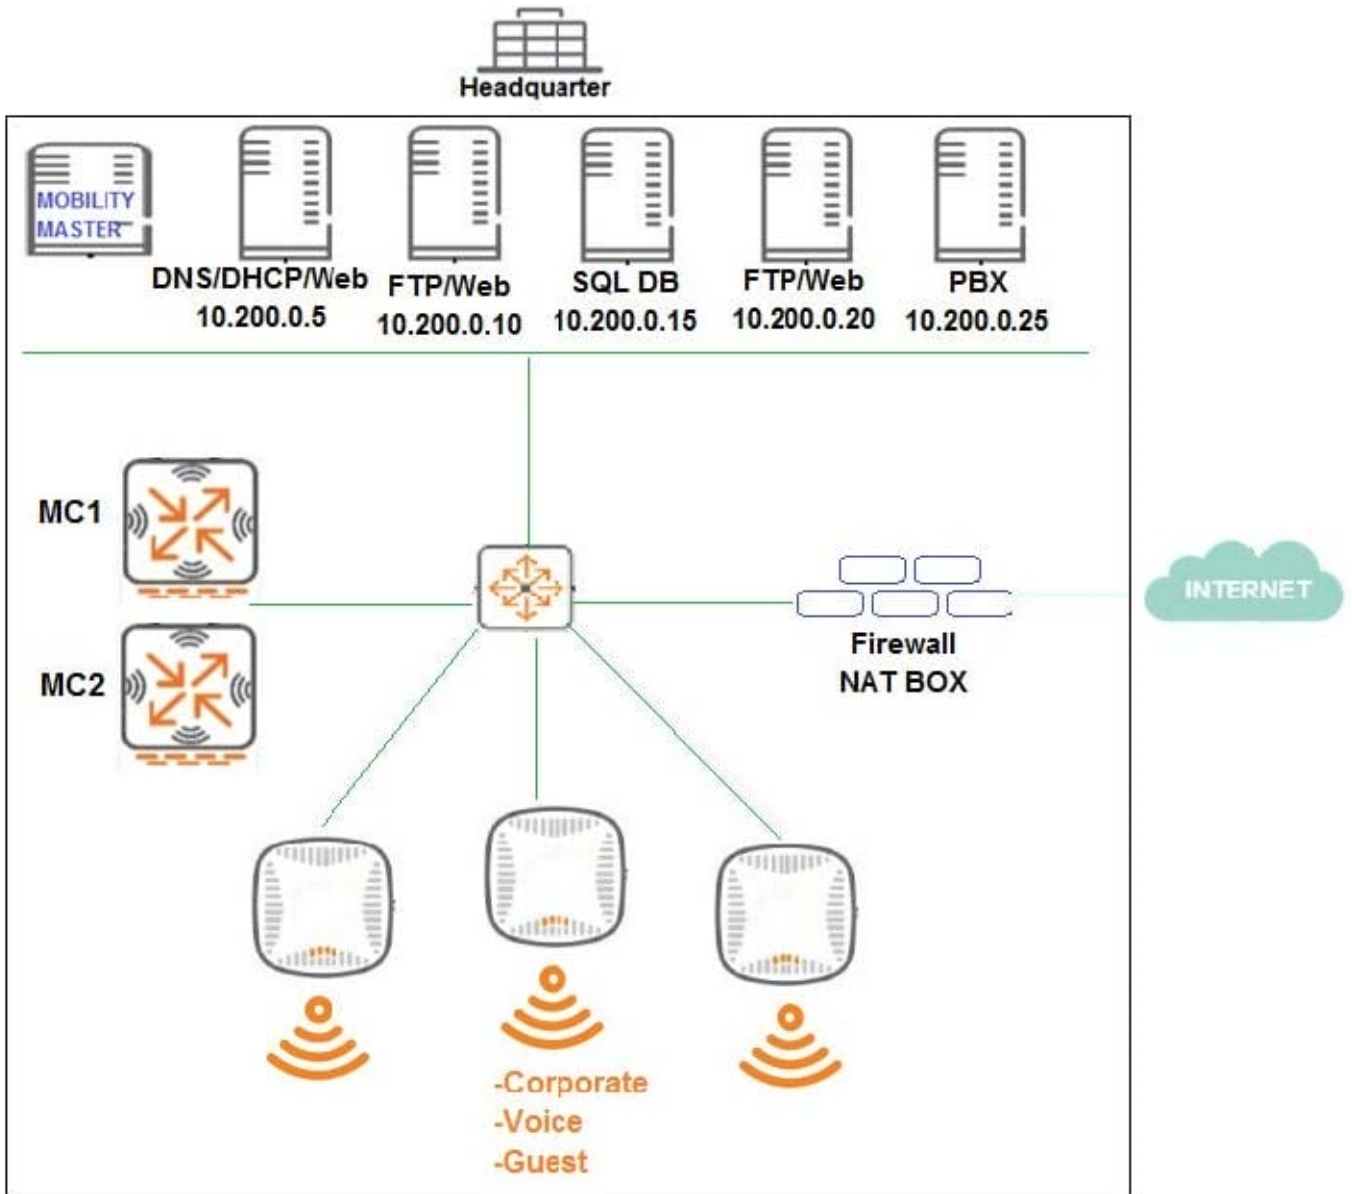 Headquarter
MOBILITY
MASTER
DNS/DHCP/Web
10.200.0.5
FTP/Web
10.200.0.10
SQL DB
10.200.0.15
FTP/Web
10.200.0.20
PBX
10.200.0.25
MC1
MC2
Firewall
NAT BOX
INTERNET
-Corporate
-Voice
-Guest